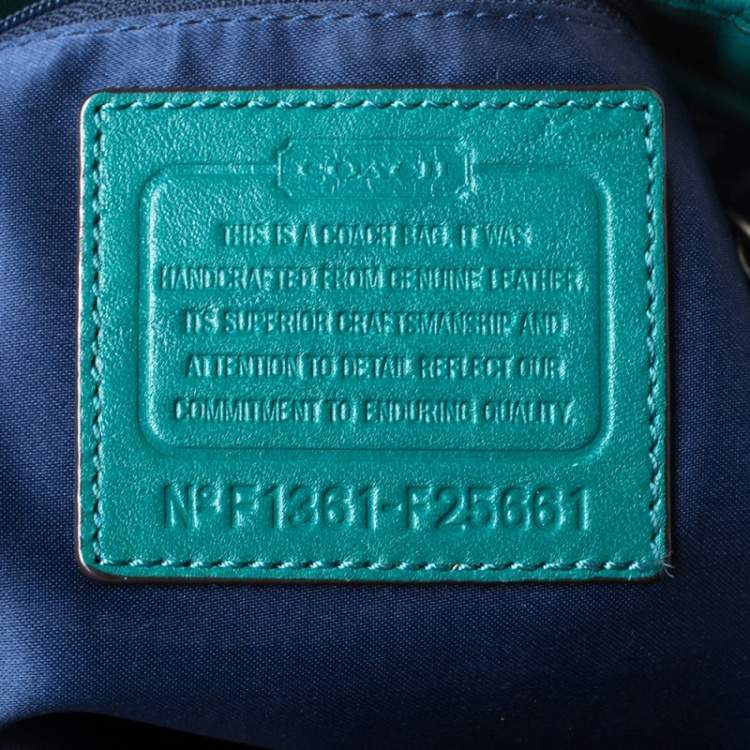 COACH
THIS IS A COACH BAG. IT WAS
HANDCRAFTED FROM GENUINE LEATHER.
ITS SUPERIOR CRAFTSMANSHIP AND
ATTENTION TO DETAIL REFLECT OUR
COMMITMENT TO ENDURING QUALITY.
Nº F1361-F25661